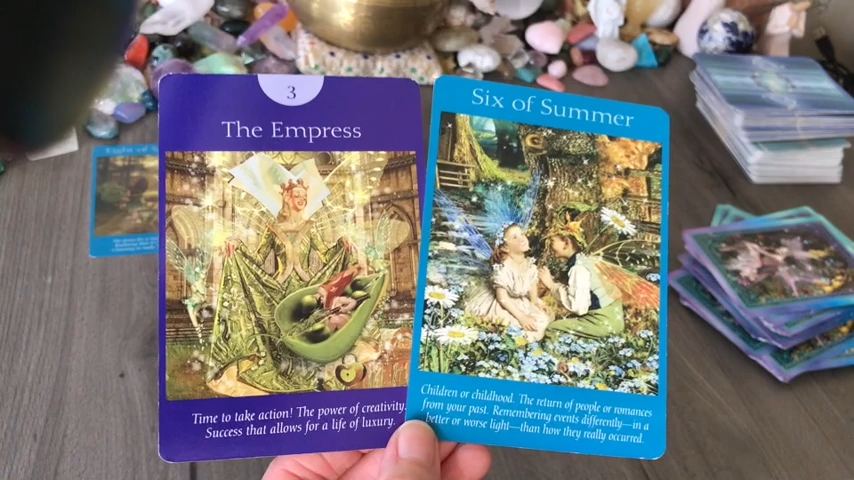 3
The Empress
Time to take action! The power of creativity.
Success that allows for a life of luxury.
Six of Summer
Children or childhood. The return of people or romances
from your past. Remembering events differently—in a
better or worse light—than how they really occurred.
Eight of